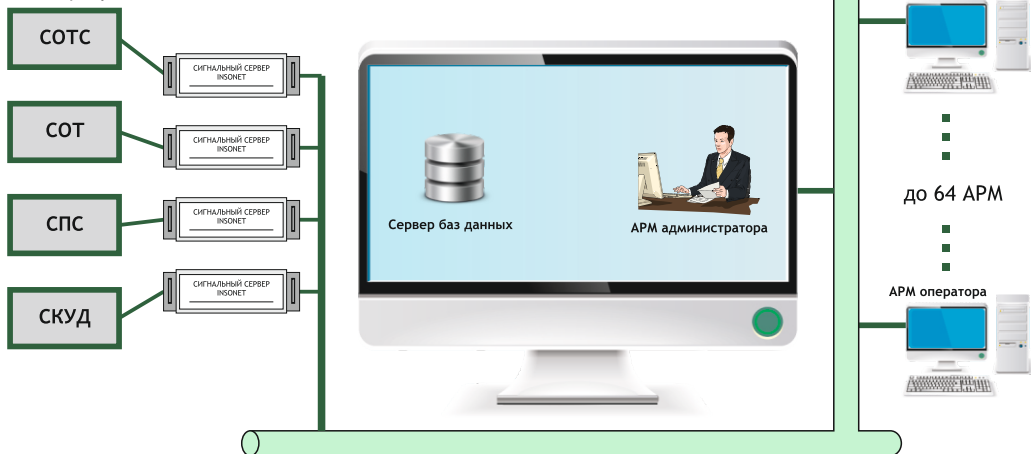 СОТС
СИГНАЛЬНЫЙ СЕРВЕР
INSONET
СОТ
СИГНАЛЬНЫЙ СЕРВЕР
INSONET
СПС
СИГНАЛЬНЫЙ СЕРВЕР
INSONET
СКУД
СИГНАЛЬНЫЙ СЕРВЕР
INSONET
Сервер баз данных
АРМ администратора
до 64 АРМ
АРМ оператора